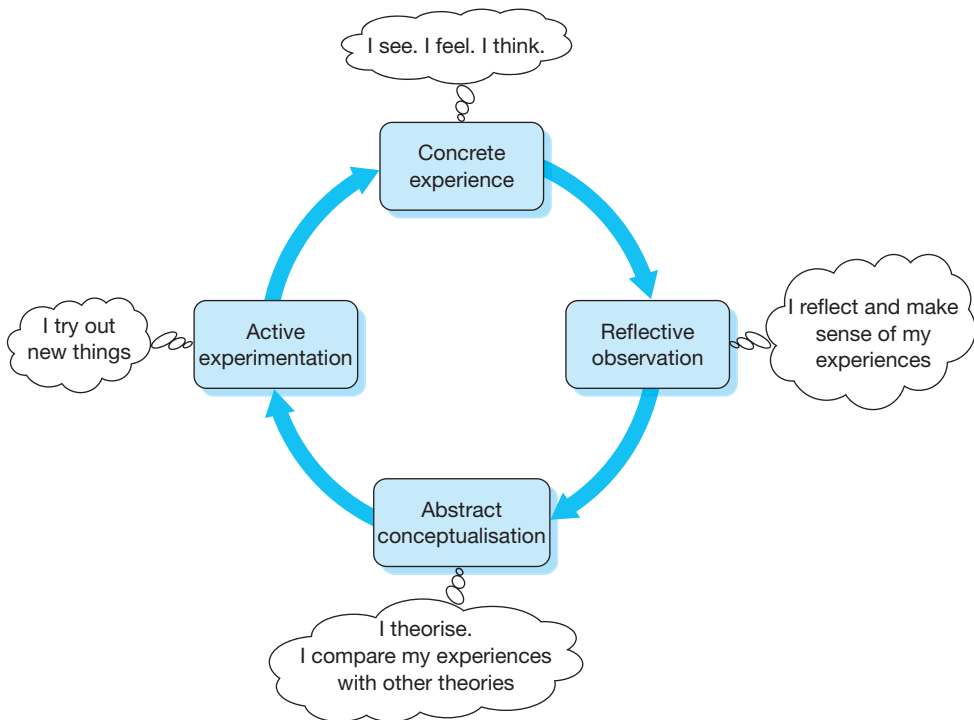 I see. I feel. I think.
Concrete
experience
I reflect and make
sense of my
experiences
Reflective
observation
I try out
new things
Active
experimentation
Abstract
conceptualisation
I theorise.
I compare my experiences
with other theories